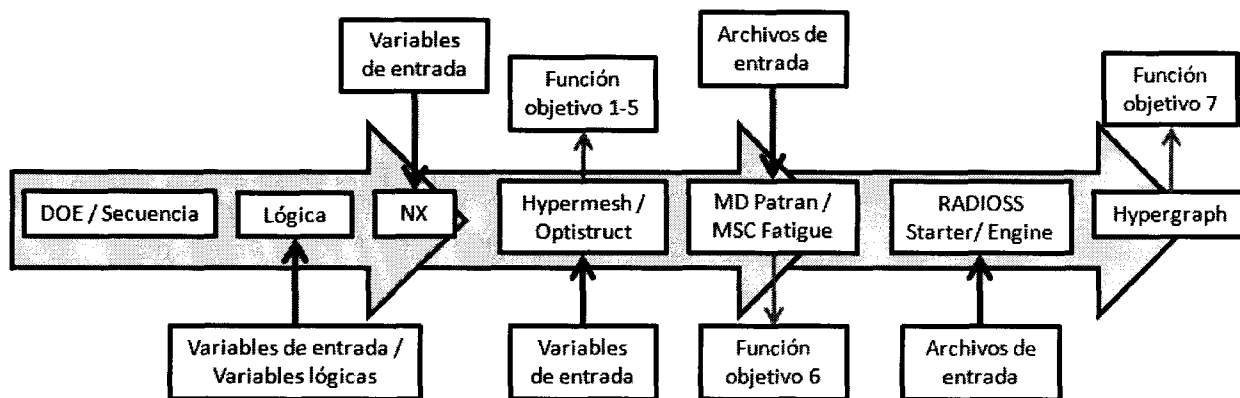 Variables
de entrada
Archivos de
entrada
Función
objetivo 1-5
Función
objetivo 7
DOE / Secuencia
Lógica
NX
Hypermesh /
Optistruct
MD Patran /
MSC Fatigue
RADIOSS
Starter/ Engine
Hypergraph
Variables de entrada /
Variables lógicas
Variables
de entrada
Función
objetivo 6
Archivos de
entrada